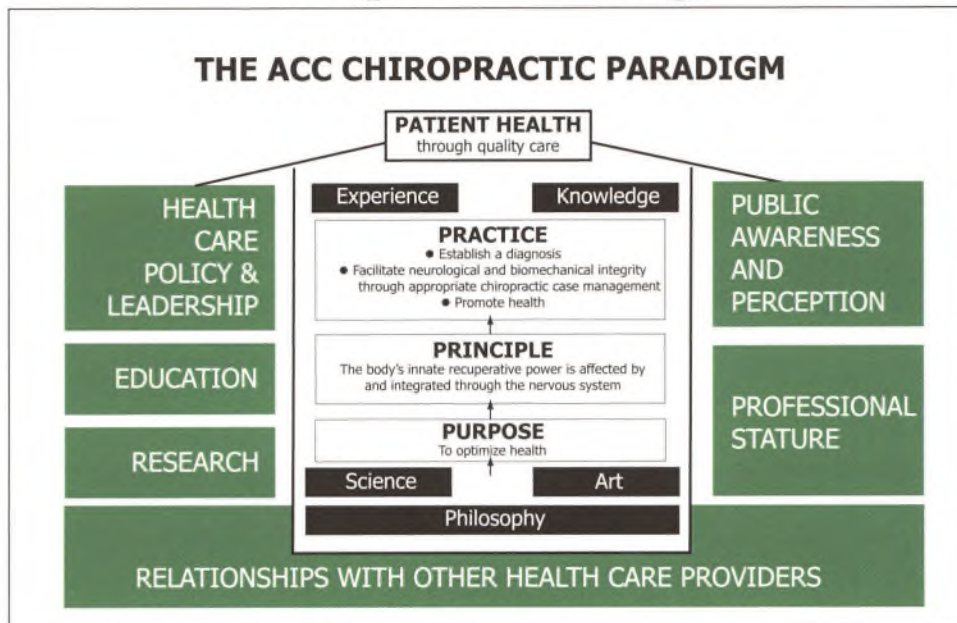 THE ACC CHIROPRACTIC PARADIGM
PATIENT HEALTH
through quality care
HEALTH
CARE
POLICY &
LEADERSHIP
EDUCATION
RESEARCH
Experience
Knowledge
PRACTICE
● Establish a diagnosis
● Facilitate neurological and biomechanical integrity
through appropriate chiropractic case management
● Promote health
PRINCIPLE
The body's innate recuperative power is affected by
and integrated through the nervous system
PURPOSE
To optimize health
Science
Art
Philosophy
PUBLIC
AWARENESS
AND
PERCEPTION
PROFESSIONAL
STATURE
RELATIONSHIPS WITH OTHER HEALTH CARE PROVIDERS